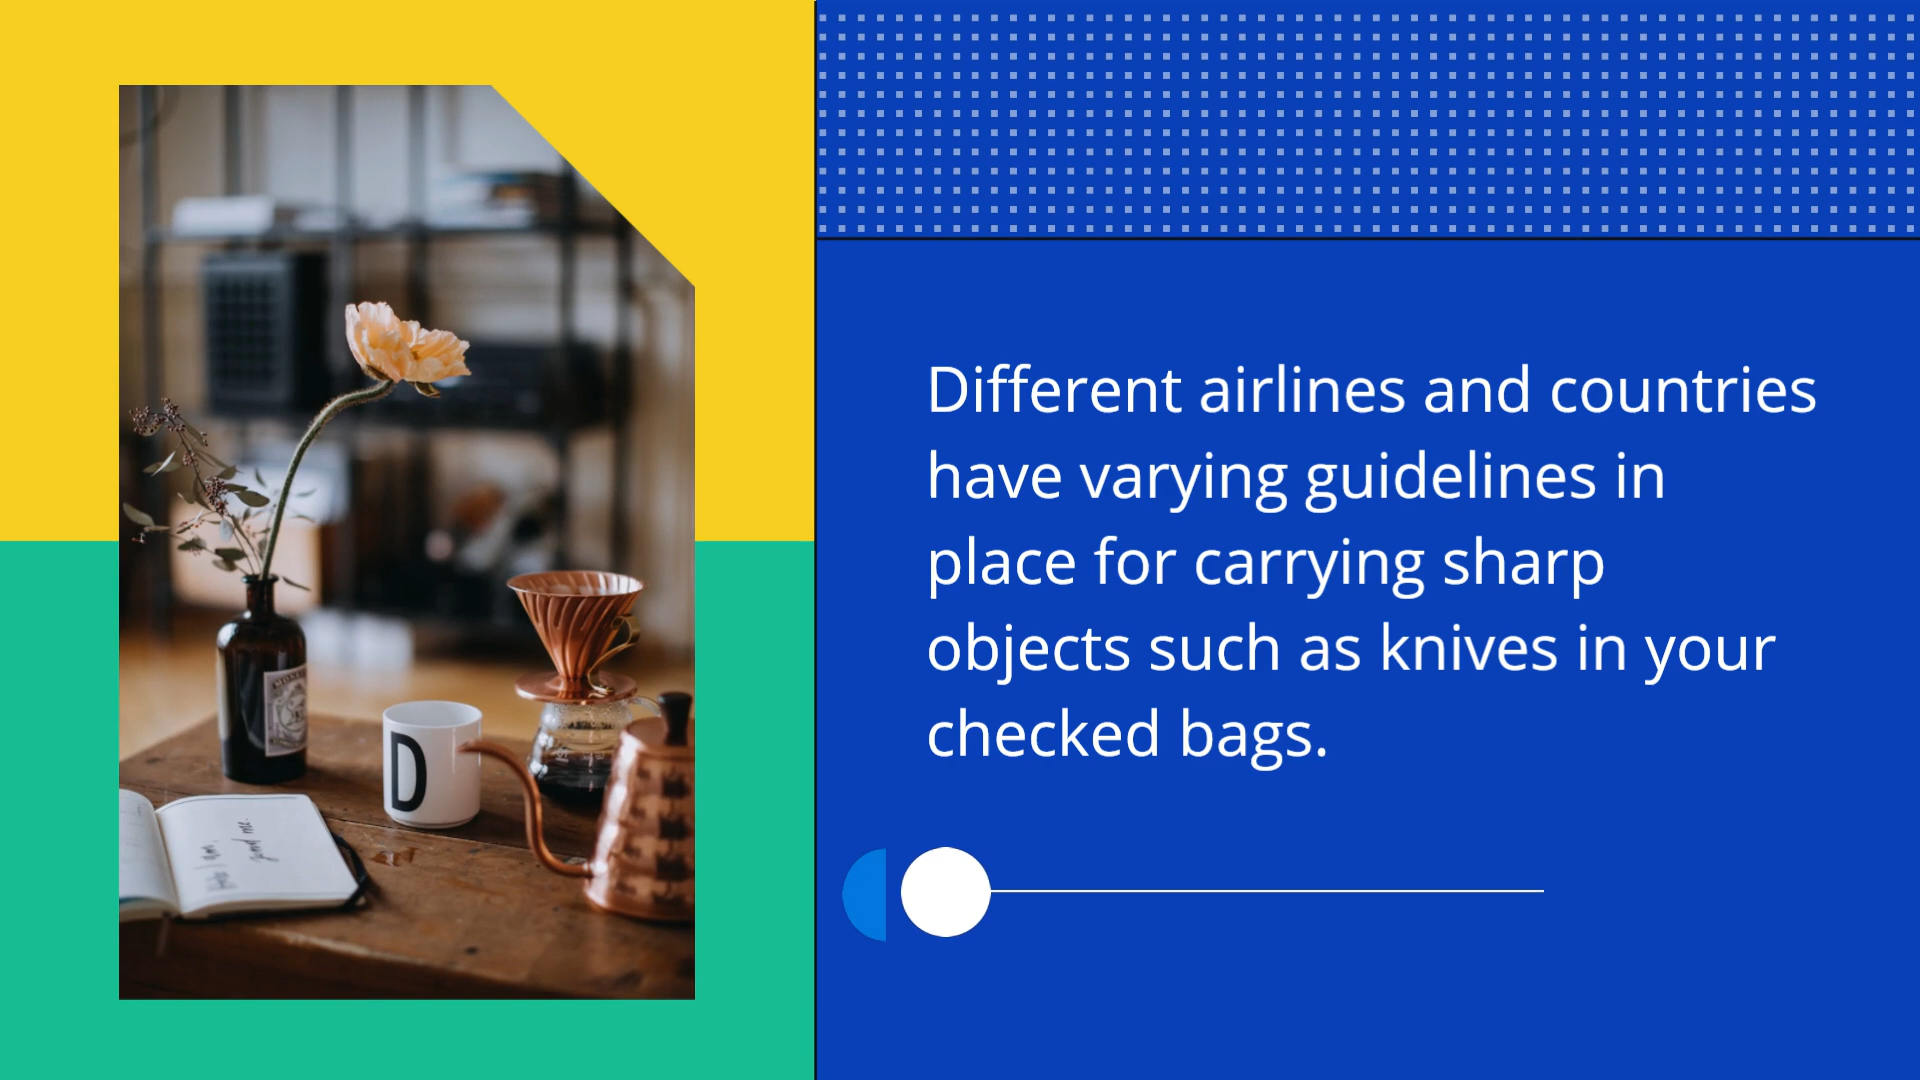 Different airlines and countries
have varying guidelines in
place for carrying sharp
objects such as knives in your
checked bags.
D